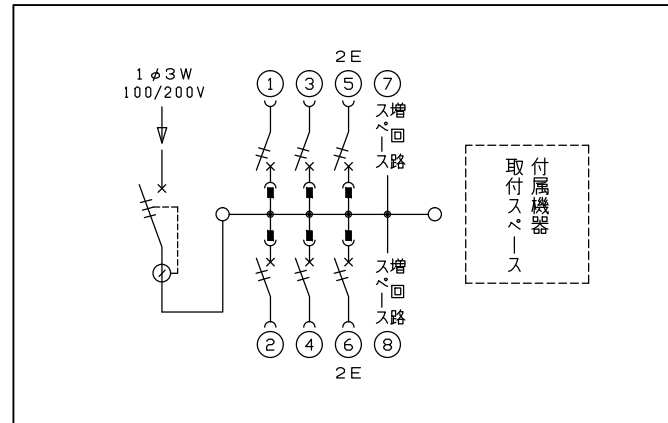 1φ3W
100/200V
2E
① ③ ⑤ ⑦
増回路
スペース
付属機器
取付スペース
増回路
スペース
② ④ ⑥ ⑧
2E